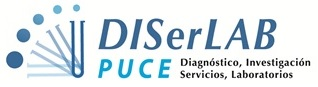 DISerLAB
PUCE Diagnóstico, Investigación
Servicios, Laboratorios